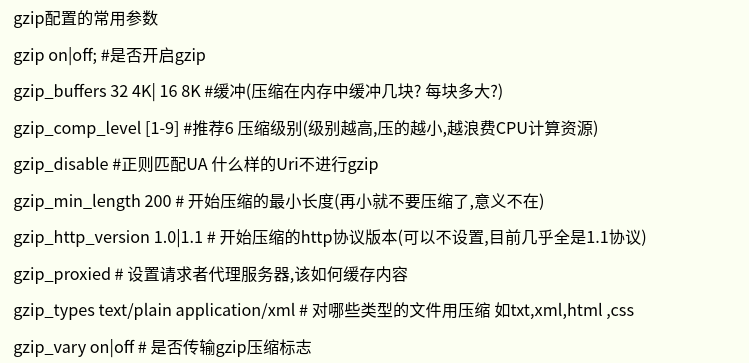 gzip配置的常用参数
gzip on|off; #是否开启gzip
gzip_buffers 32 4K| 16 8K #缓冲(压缩在内存中缓冲几块? 每块多大?)
gzip_comp_level [1-9] #推荐6 压缩级别(级别越高,压的越小,越浪费CPU计算资源)
gzip_disable #正则匹配UA 什么样的Uri不进行gzip
gzip_min_length 200 # 开始压缩的最小长度(再小就不要压缩了,意义不在)
gzip_http_version 1.0|1.1 # 开始压缩的http协议版本(可以不设置,目前几乎全是1.1协议)
gzip_proxied # 设置请求者代理服务器,该如何缓存内容
gzip_types text/plain application/xml # 对哪些类型的文件用压缩 如txt,xml,html ,css
gzip_vary on|off # 是否传输gzip压缩标志